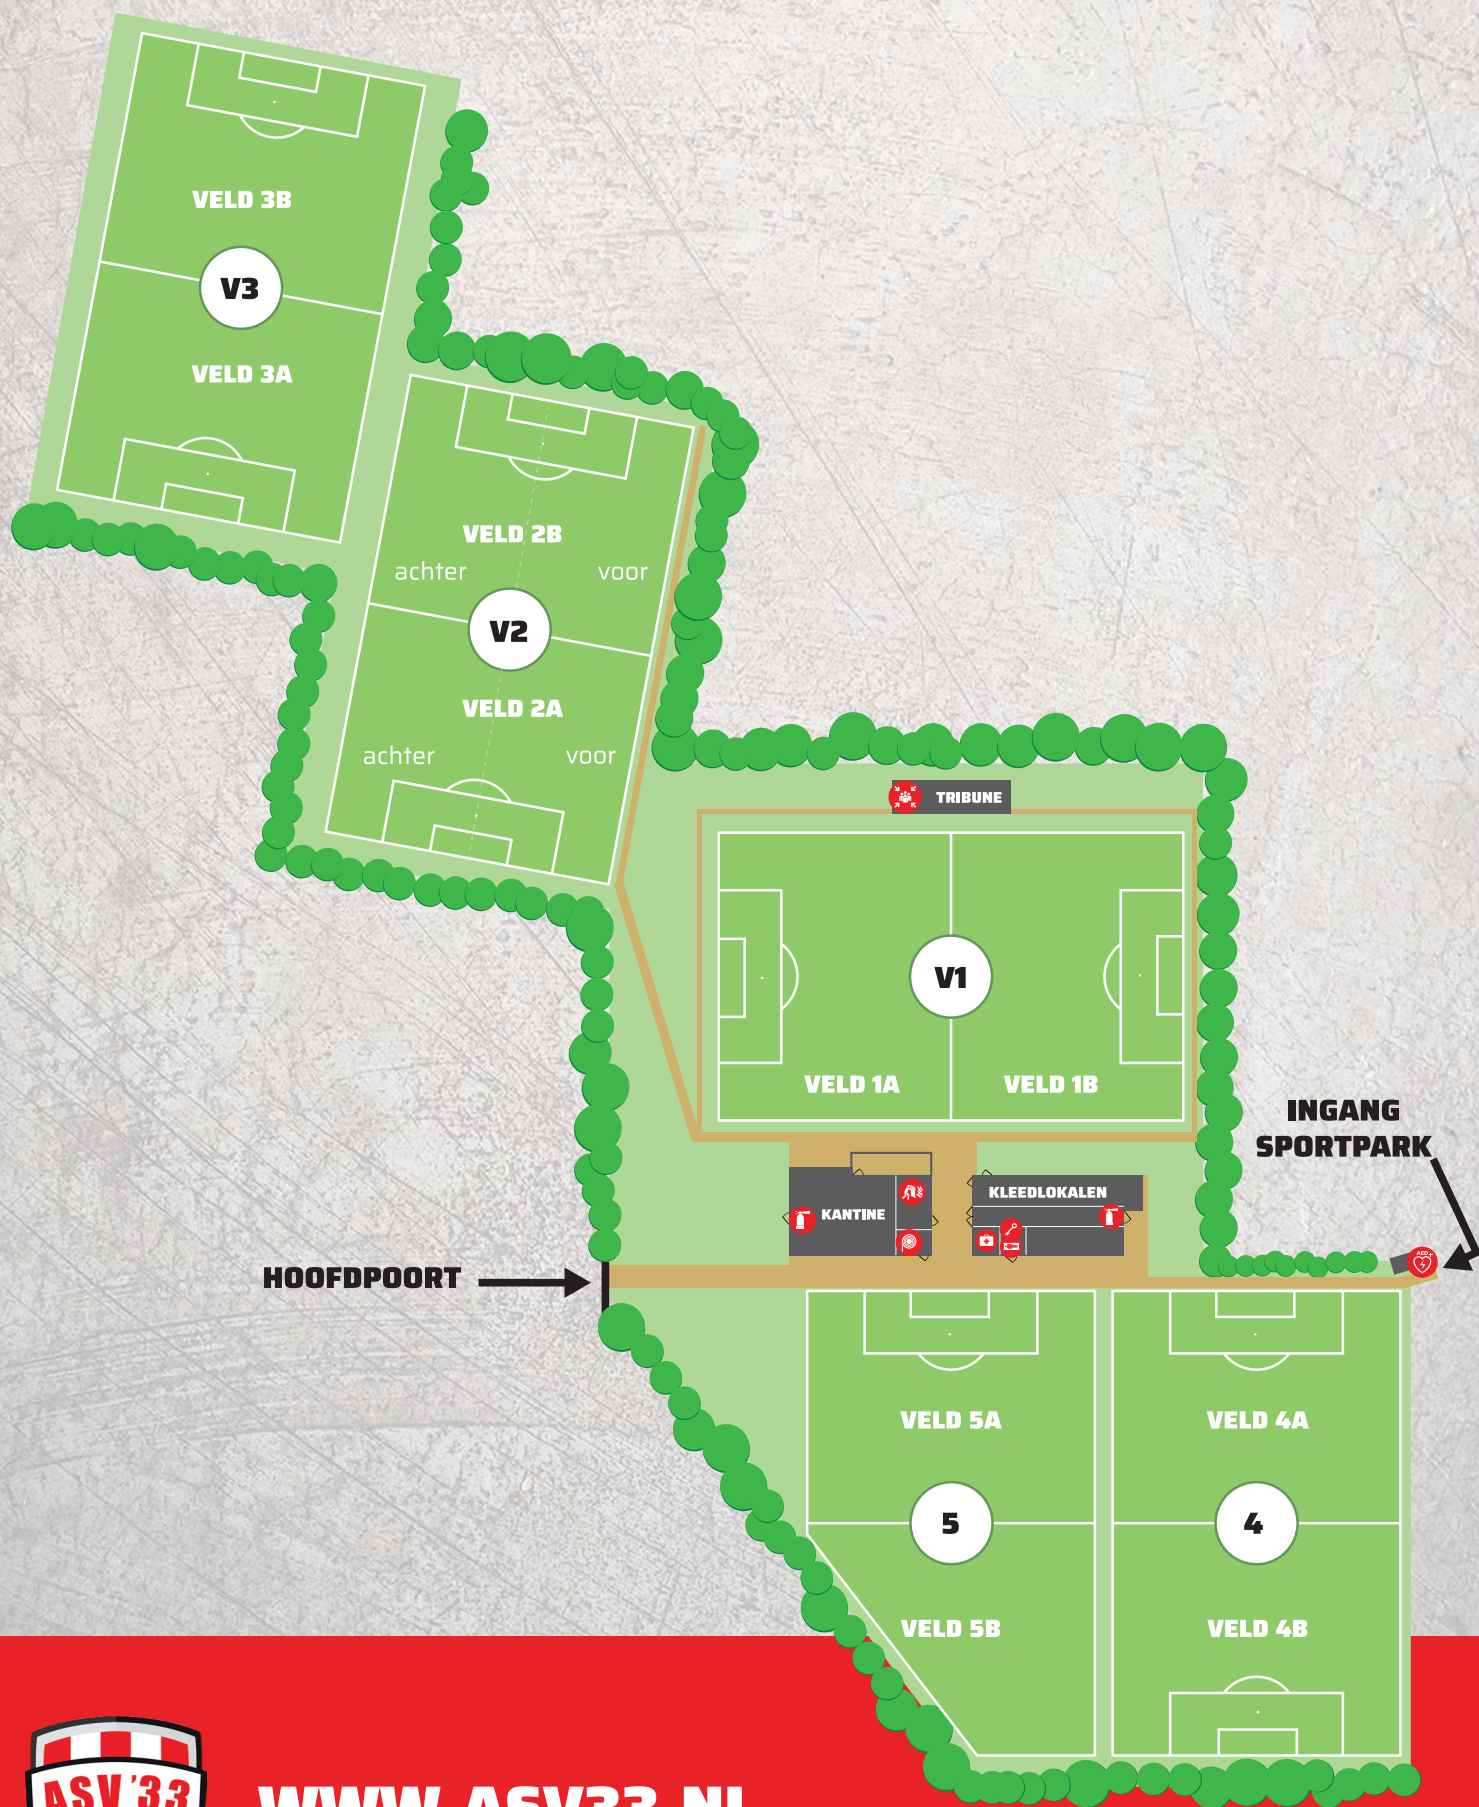 VELD 3B
V3
VELD 3A
VELD 2B
achter
voor
V2
VELD 2A
achter
voor
TRIBUNE
V1
VELD 1A
VELD 1B
INGANG
SPORTPARK
KANTINE
KLEEDLOKALEN
AED
HOOFDPOORT
VELD 5A
VELD 4A
5
4
VELD 5B
VELD 4B
ASV'33
WWW.ASV33.NL